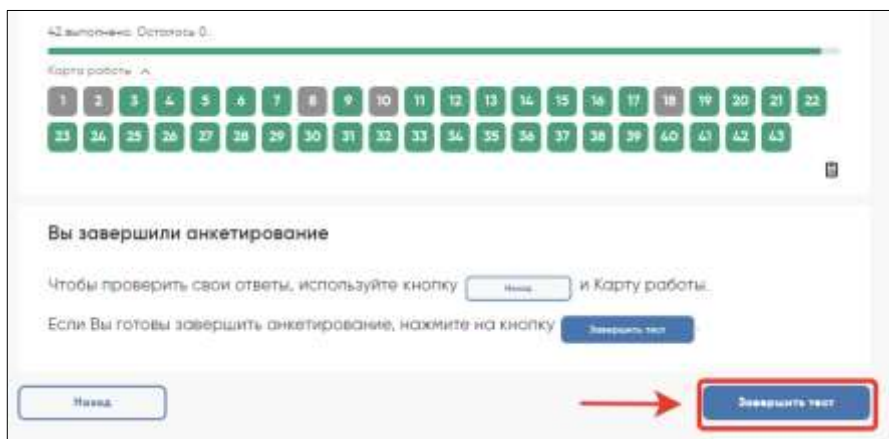 42 выполнено. Осталось 0.
Карта работы
1 2 3 4 5 6 7 8 9 10 11 12 13 14 15 16 17 18 19 20 21 22
23 24 25 26 27 28 29 30 31 32 33 34 35 36 37 38 39 40 41 42 43
Вы завершили анкетирование
Чтобы проверить свои ответы, используйте кнопку Назад и Карту работы.
Если Вы готовы завершить анкетирование, нажмите на кнопку Завершить тест
Назад Завершить тест